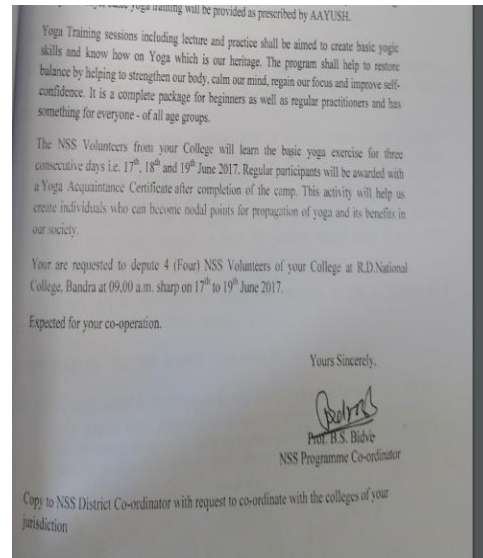 yoga training will be provided as prescribed by AAYUSH.
Yoga Training sessions including lecture and practice shall be aimed to create basic yogic
skills and know how on Yoga which is our heritage. The program shall help to restore
balance by helping to strengthen our body, calm our mind, regain our focus and improve self-
confidence. It is a complete package for beginners as well as regular practitioners and has
something for everyone - of all age groups.
The NSS Volunteers from your College will learn the basic yoga exercise for three
consecutive days i.e. 17th, 18th and 19th June 2017. Regular participants will be awarded with
a Yoga Acquaintance Certificate after completion of the camp. This activity will help us
create individuals who can become nodal points for propagation of yoga and its benefits in
our society.
Your are requested to depute 4 (Four) NSS Volunteers of your College at R.D.National
College, Bandra at 09.00 a.m. sharp on 17th to 19th June 2017.
Expected for your co-operation.
Yours Sincerely,
Prof. B.S. Bidve
NSS Programme Co-ordinator
Copy to NSS District Co-ordinator with request to co-ordinate with the colleges of your
jurisdiction